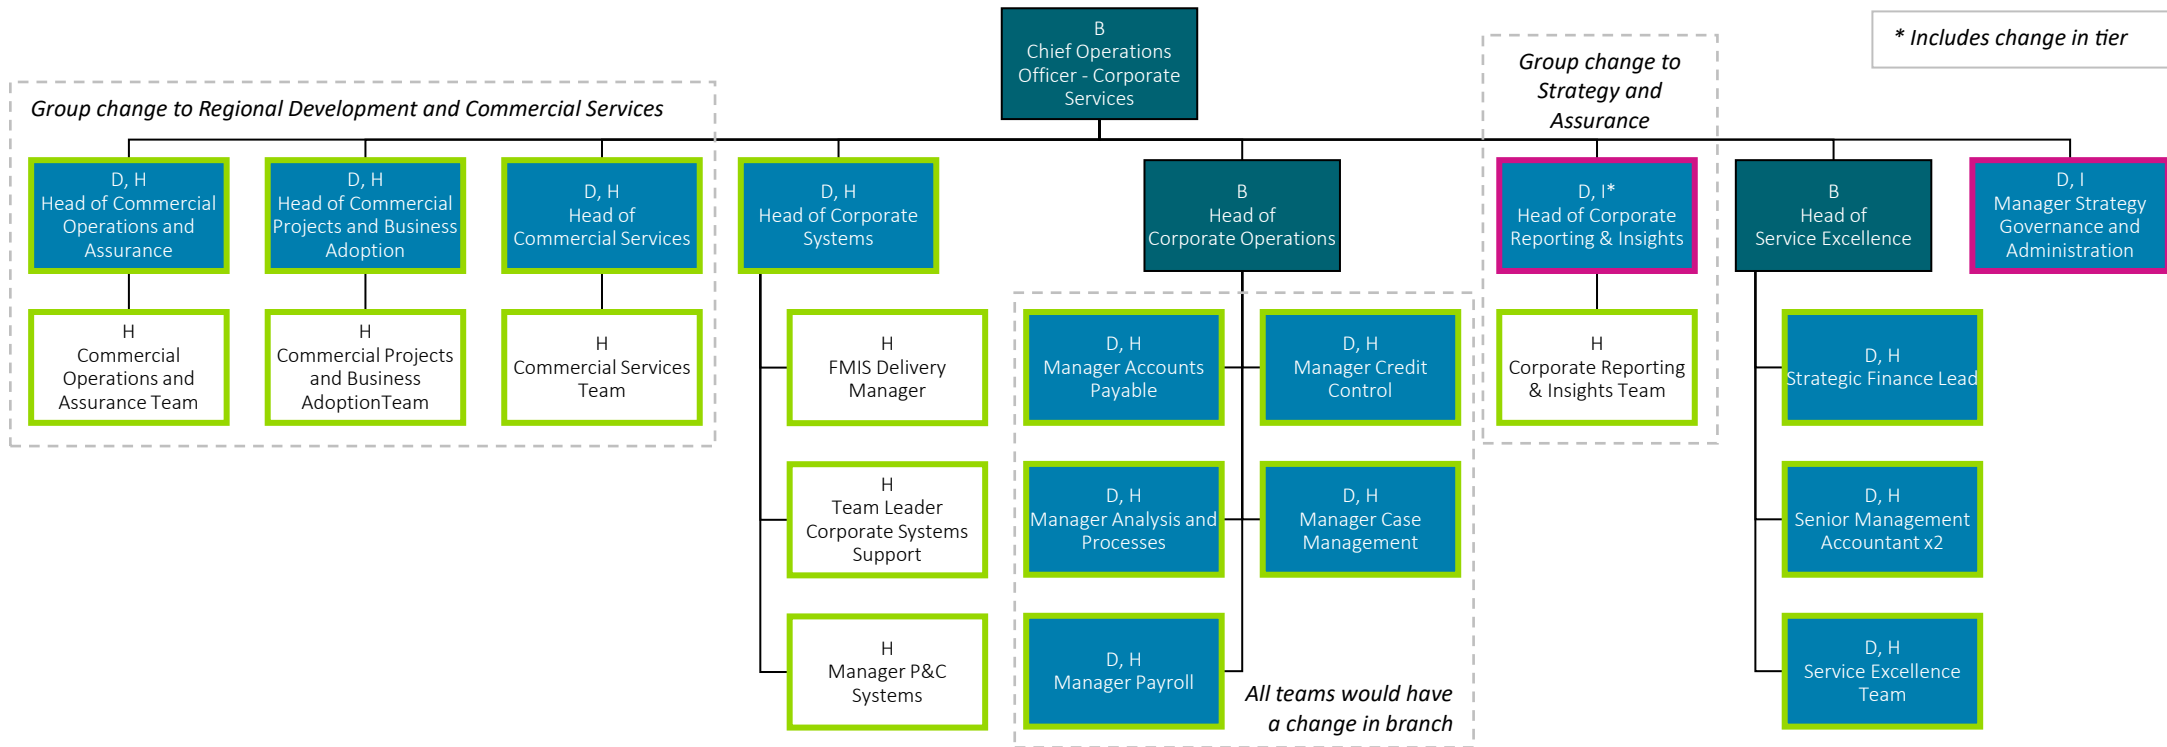 B
Chief Operations
Officer - Corporate
Services
* Includes change in tier
Group change to Regional Development and Commercial Services
Group change to
Strategy and
Assurance
D, H
Head of Commercial
Operations and
Assurance
D, H
Head of Commercial
Projects and Business
Adoption
D, H
Head of
Commercial Services
D, H
Head of Corporate
Systems
B
Head of
Corporate Operations
D, I*
Head of Corporate
Reporting & Insights
B
Head of
Service Excellence
D, I
Manager Strategy
Governance and
Administration
H
Commercial
Operations and
Assurance Team
H
Commercial Projects
and Business
AdoptionTeam
H
Commercial Services
Team
H
FMIS Delivery
Manager
D, H
Manager Accounts
Payable
D, H
Manager Credit
Control
H
Corporate Reporting
& Insights Team
D, H
Strategic Finance Lead
H
Team Leader
Corporate Systems
Support
D, H
Manager Analysis and
Processes
D, H
Manager Case
Management
D, H
Senior Management
Accountant x2
H
Manager P&C
Systems
D, H
Manager Payroll
All teams would have
a change in branch
D, H
Service Excellence
Team